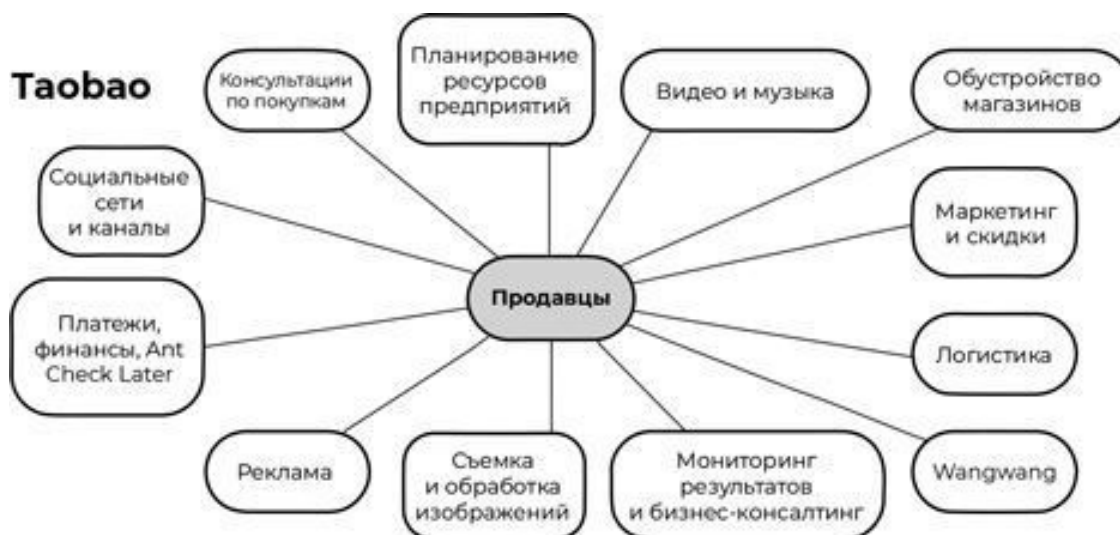 Taobao
Консультации
по покупкам
Планирование
ресурсов
предприятий
Видео и музыка
Обустройство
магазинов
Социальные
сети
и каналы
Маркетинг
и скидки
Продавцы
Платежи,
финансы, Ant
Check Later
Логистика
Реклама
Съемка
и обработка
изображений
Мониторинг
результатов
и бизнес-консалтинг
Wangwang